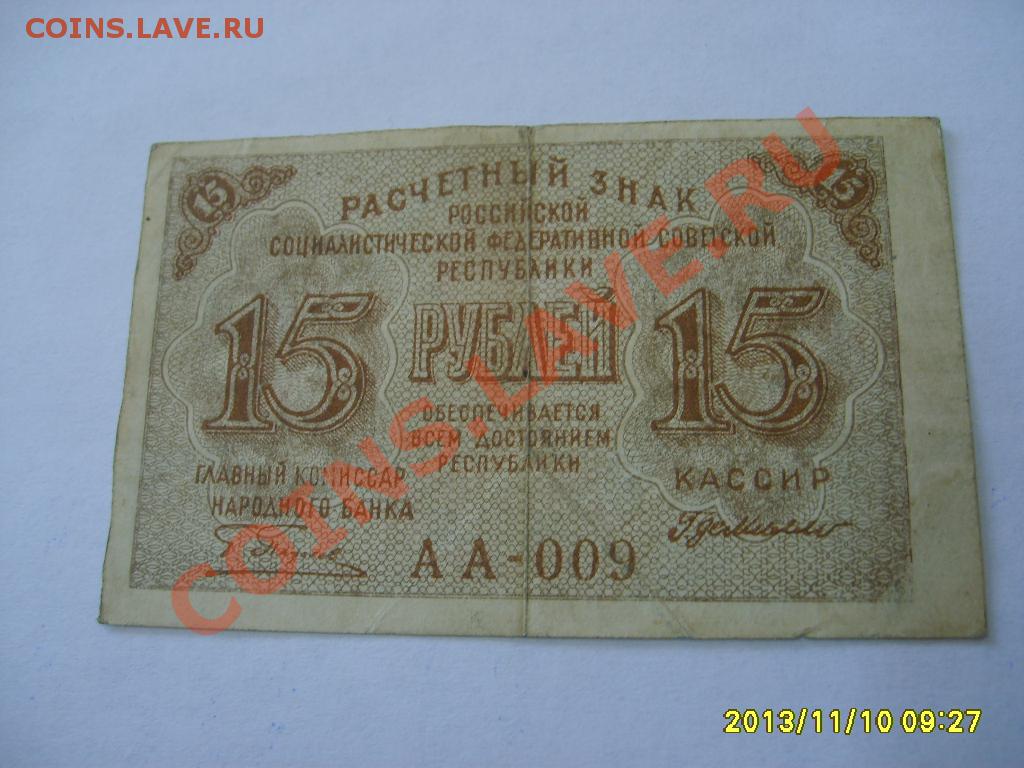 COINS.LAVE.RU
15
15
РАСЧЕТНЫЙ ЗНАК
РОССИЙСКОЙ
СОЦИАЛИСТИЧЕСКОЙ ФЕДЕРАТИВНОЙ СОВЕТСКОЙ
РЕСПУБЛИКИ
15 РУБЛЕЙ 15
ОБЕСПЕЧИВАЕТСЯ
ВСЕМ ДОСТОЯНИЕМ
РЕСПУБЛИКИ
ГЛАВНЫЙ КОМИССАР
НАРОДНОГО БАНКА
КАССИР
АА-009
COINS.LAVE.RU
2013/11/10 09:27